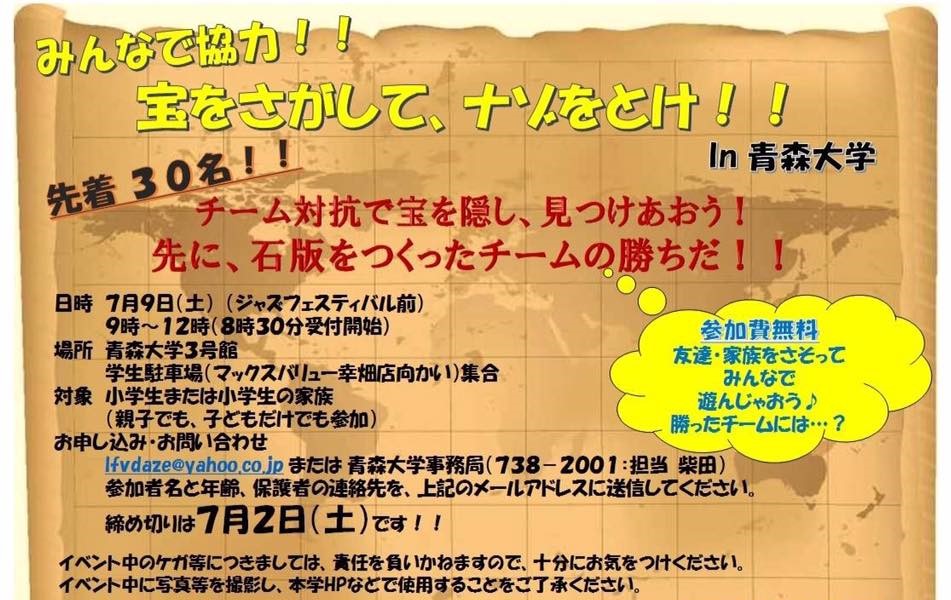 みんなで協力！！
宝をさがして、ナゾをとけ！！
In 青森大学
先着 30名！！
チーム対抗で宝を隠し、見つけあおう！
先に、石版をつくったチームの勝ちだ！！
日時 7月9日（土）（ジャズフェスティバル前）
9時～12時（8時30分受付開始）
場所 青森大学3号館
学生駐車場（マックスバリュー幸畑店向かい）集合
対象 小学生または小学生の家族
（親子でも、子どもだけでも参加）
お申し込み・お問い合わせ
lfvdaze@yahoo.co.jp または 青森大学事務局（738－2001：担当 柴田）
参加者名と年齢、保護者の連絡先を、上記のメールアドレスに送信してください。
締め切りは7月2日（土）です！！
参加費無料
友達・家族をさそって
みんなで
遊んじゃおう♪
勝ったチームには…？
イベント中のケガ等につきましては、責任を負いかねますので、十分にお気をつけください。
イベント中に写真等を撮影し、本学HPなどで使用することをご了承ください。